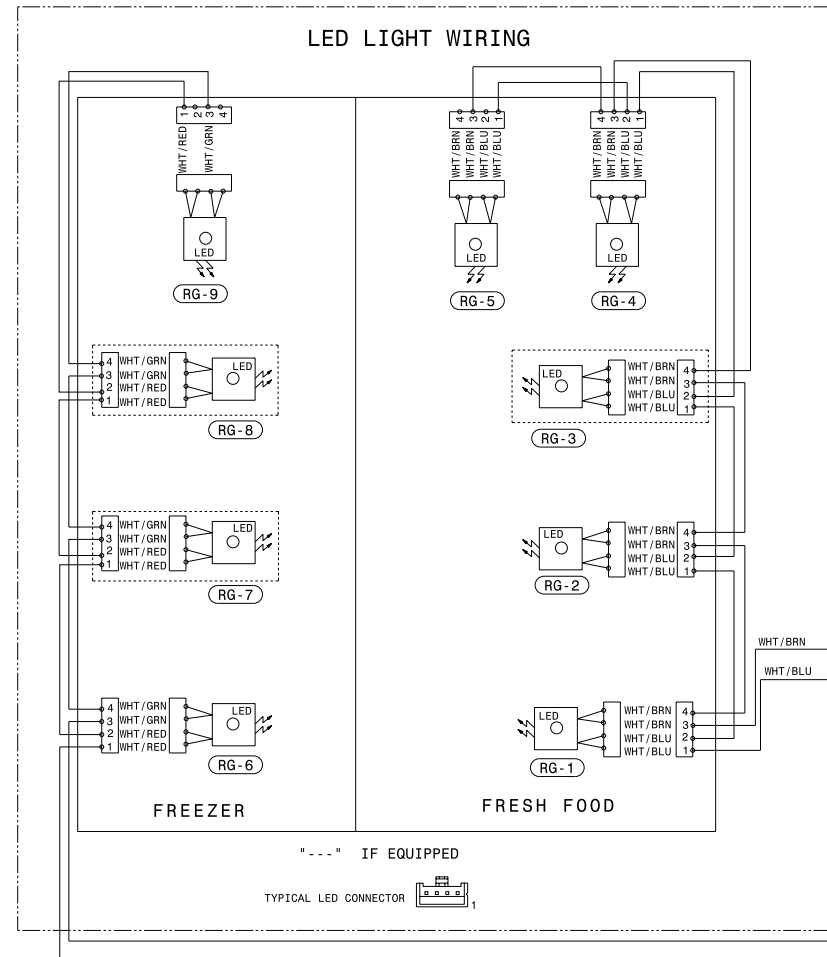 LED LIGHT WIRING
1 2 3 4
WHT/RED
WHT/GRN
LED
RG-9
4 3 2 1
WHT/BRN
WHT/BRN
WHT/BLU
WHT/BLU
LED
RG-5
4 3 2 1
WHT/BRN
WHT/BRN
WHT/BLU
WHT/BLU
LED
RG-4
4 WHT/GRN
3 WHT/GRN
2 WHT/RED
1 WHT/RED
LED
RG-8
LED
WHT/BRN 4
WHT/BRN 3
WHT/BLU 2
WHT/BLU 1
RG-3
4 WHT/GRN
3 WHT/GRN
2 WHT/RED
1 WHT/RED
LED
RG-7
LED
WHT/BRN 4
WHT/BRN 3
WHT/BLU 2
WHT/BLU 1
RG-2
WHT/BRN
WHT/BLU
4 WHT/GRN
3 WHT/GRN
2 WHT/RED
1 WHT/RED
LED
RG-6
LED
WHT/BRN 4
WHT/BRN 3
WHT/BLU 2
WHT/BLU 1
RG-1
FREEZER
FRESH FOOD
"---" IF EQUIPPED
TYPICAL LED CONNECTOR
1